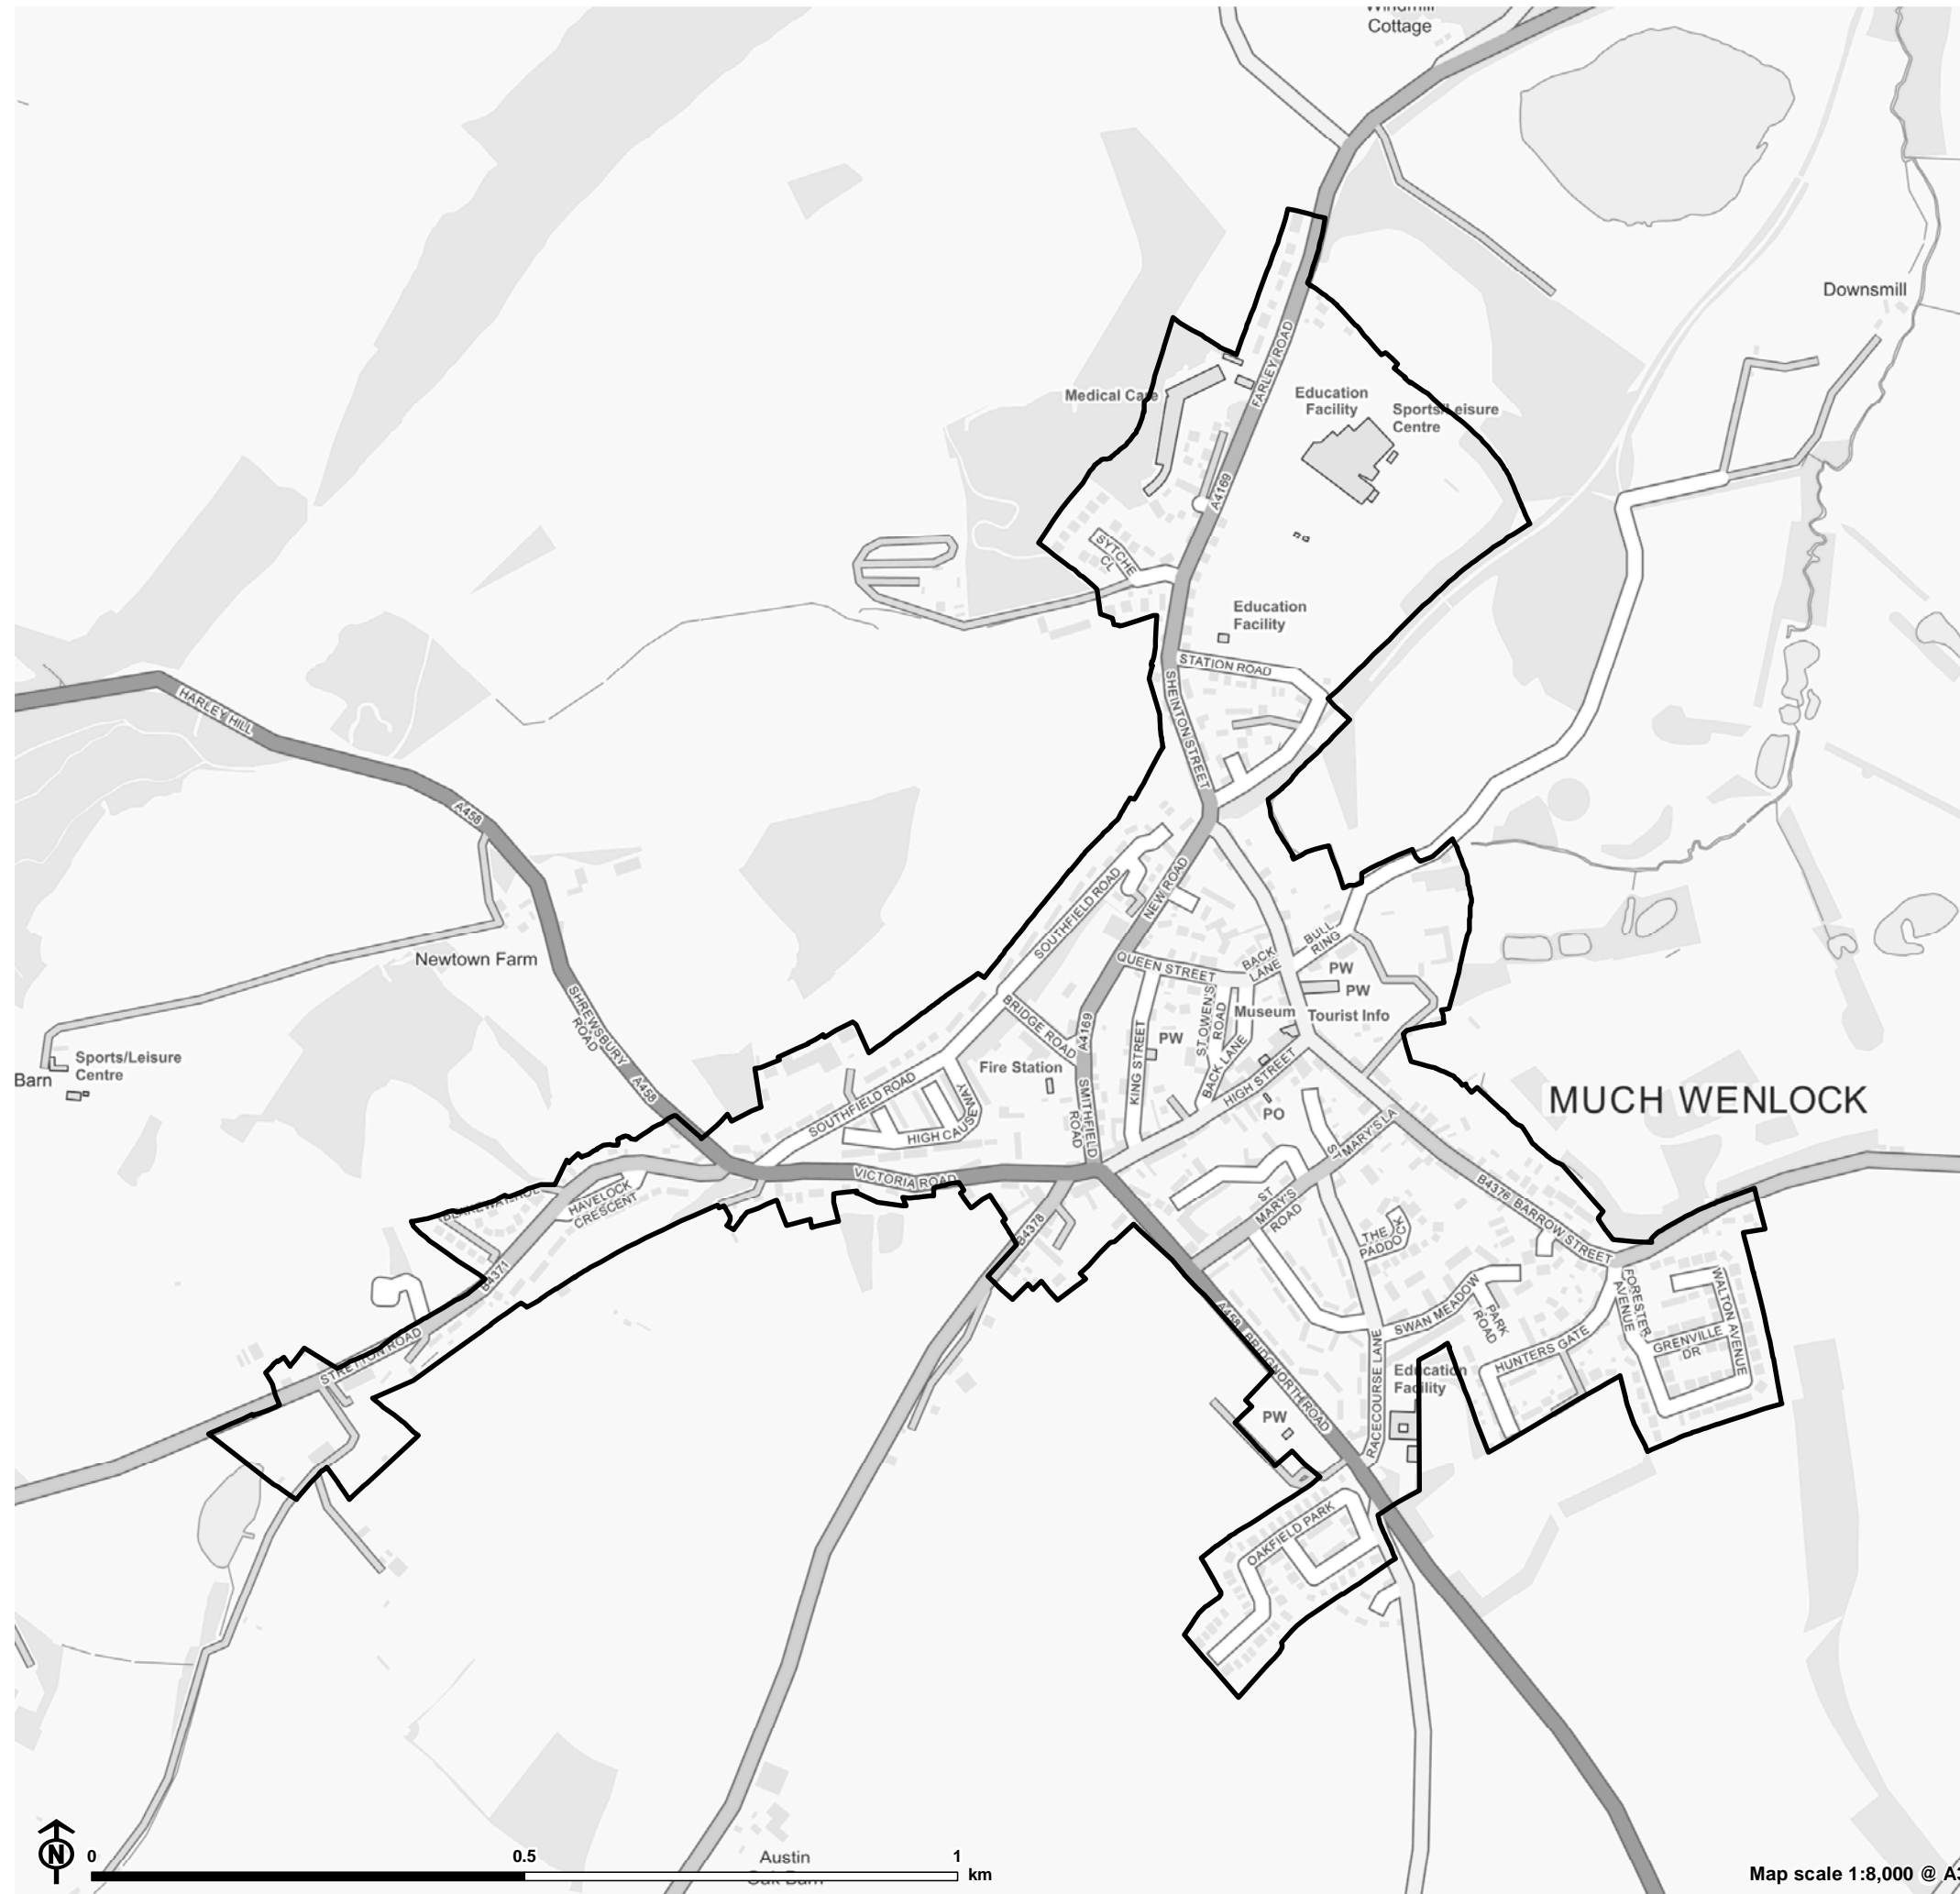 Cottage
Downsmill
FARLEY ROAD
Medical Care
Education
Facility
Sports/Leisure
Centre
A4169
SYTCHE
CL
Education
Facility
STATION ROAD
SHEINTON STREET
HARLEY HILL
A458
SOUTHFIELD ROAD
NEW ROAD
Newtown Farm
BULL
RING
BACK
LANE
QUEEN STREET
PW
PW
SHREWSBURY
ROAD
BRIDGE ROAD
A4169
ST OWEN'S
ROAD
Museum
Tourist Info
KING STREET
PW
Sports/Leisure
Centre
Barn
Fire Station
BACK LANE
HIGH STREET
A458
SOUTHFIELD ROAD
HIGH CAUSEWAY
SMITHFIELD
ROAD
PO
MUCH WENLOCK
ST MARY'S LA
VICTORIA ROAD
HAVELOCK
CRESCENT
B4376 BARROW STREET
ST
MARY'S
ROAD
B4378
THE
PADDOCK
B4371
FORESTER
AVENUE
WALTON AVENUE
SWAN MEADOW
PARK
ROAD
A458 BRIDGNORTH ROAD
STRETTON ROAD
HUNTERS GATE
GRENVILLE
DR
RACECOURSE LANE
Education
Facility
PW
OAKFIELD PARK
Austin
N
0
0.5
1
km
Map scale 1:8,000 @